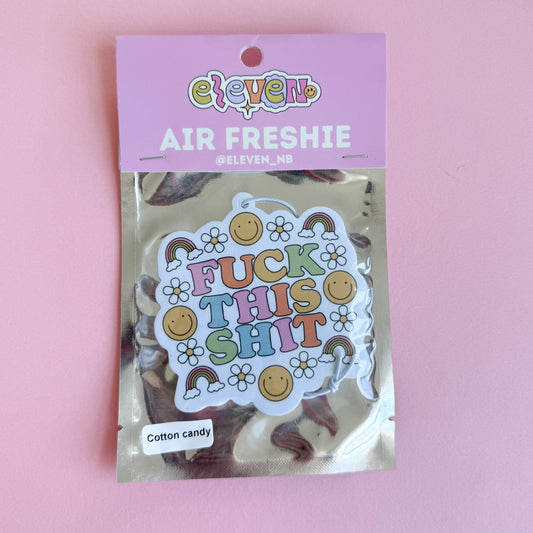 eleven
AIR FRESHIE
@ELEVEN_NB
FUCK
THIS
SHIT
Cotton candy